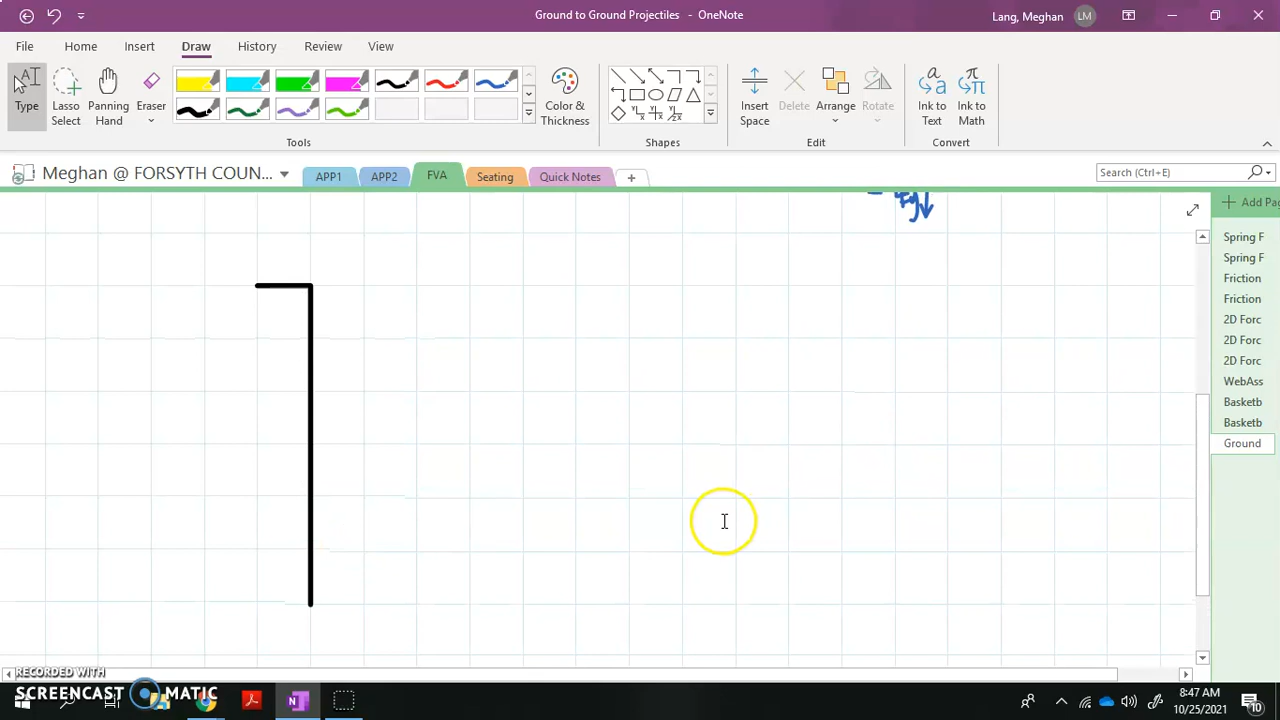 Ground to Ground Projectiles - OneNote
Lang, Meghan
LM
File
Home
Insert
Draw
History
Review
View
Type
Lasso Select
Panning Hand
Eraser
Color & Thickness
Insert Space
Delete
Arrange
Rotate
Ink to Text
Ink to Math
Tools
Shapes
Edit
Convert
Meghan @ FORSYTH COUN...
APP1
APP2
FVA
Seating
Quick Notes
Search (Ctrl+E)
Fy↓
Add Pag
Spring F
Spring F
Friction
Friction
2D Forc
2D Forc
2D Forc
WebAss
Basketb
Basketb
Ground
RECORDED WITH
SCREENCAST MATIC
8:47 AM
10/25/2021
10